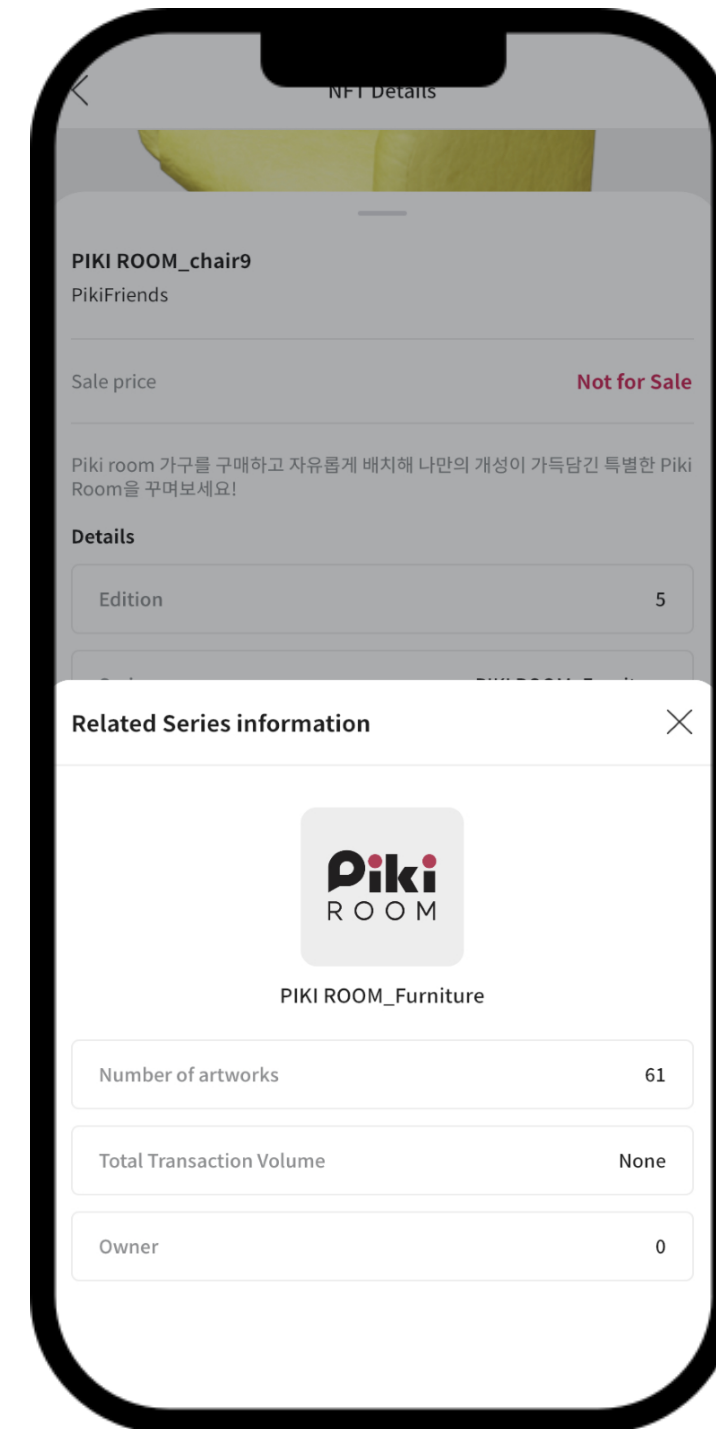 NFT Details
PIKI ROOM_chair9
PikiFriends
Sale price
Not for Sale
Piki room 가구를 구매하고 자유롭게 배치해 나만의 개성이 가득담긴 특별한 Piki
Room을 꾸며보세요!
Details
Edition
5
Related Series information
Piki
ROOM
PIKI ROOM_Furniture
Number of artworks
61
Total Transaction Volume
None
Owner
0